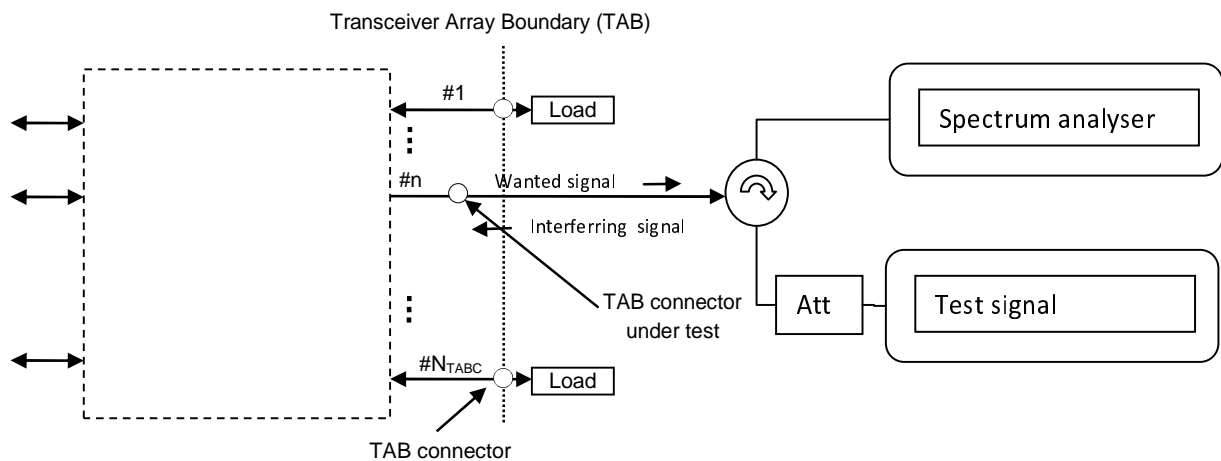 Transceiver Array Boundary (TAB)
#1
Load
Spectrum analyser
#n
Wanted signal
Interferring signal
TAB connector
under test
Att
Test signal
#NTABC
Load
TAB connector